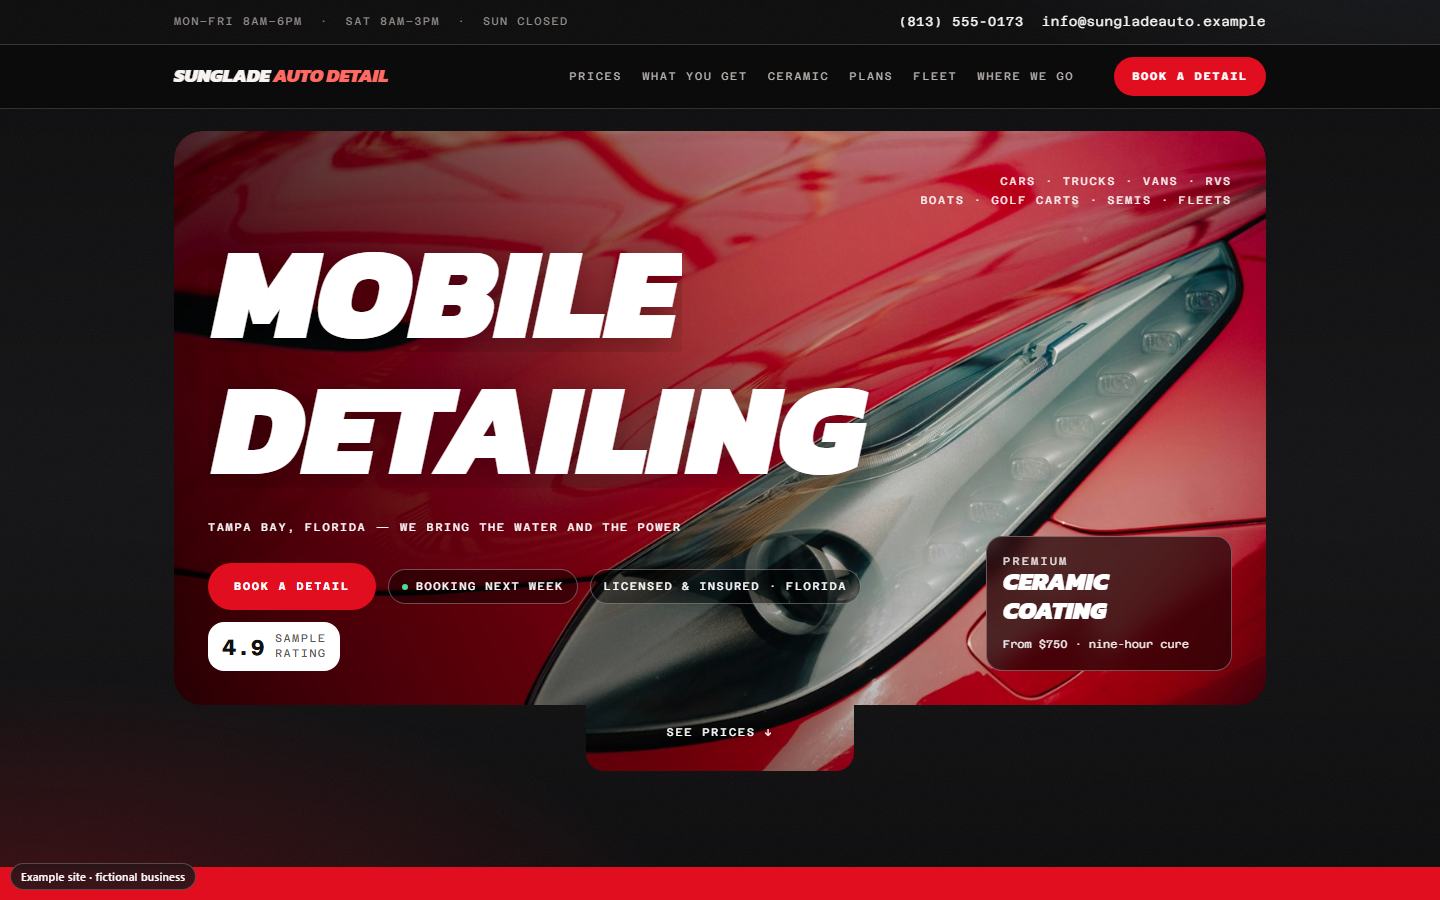 MON–FRI 8AM–6PM · SAT 8AM–3PM · SUN CLOSED
(813) 555-0173 info@sungladeauto.example
SUNGLADE AUTO DETAIL
PRICES WHAT YOU GET CERAMIC PLANS FLEET WHERE WE GO
BOOK A DETAIL
CARS · TRUCKS · VANS · RVS
BOATS · GOLF CARTS · SEMIS · FLEETS
MOBILE
DETAILING
TAMPA BAY, FLORIDA — WE BRING THE WATER AND THE POWER
BOOK A DETAIL
BOOKING NEXT WEEK
LICENSED & INSURED · FLORIDA
4.9 SAMPLE
RATING
PREMIUM
CERAMIC
COATING
From $750 · nine-hour cure
SEE PRICES ↓
Example site · fictional business